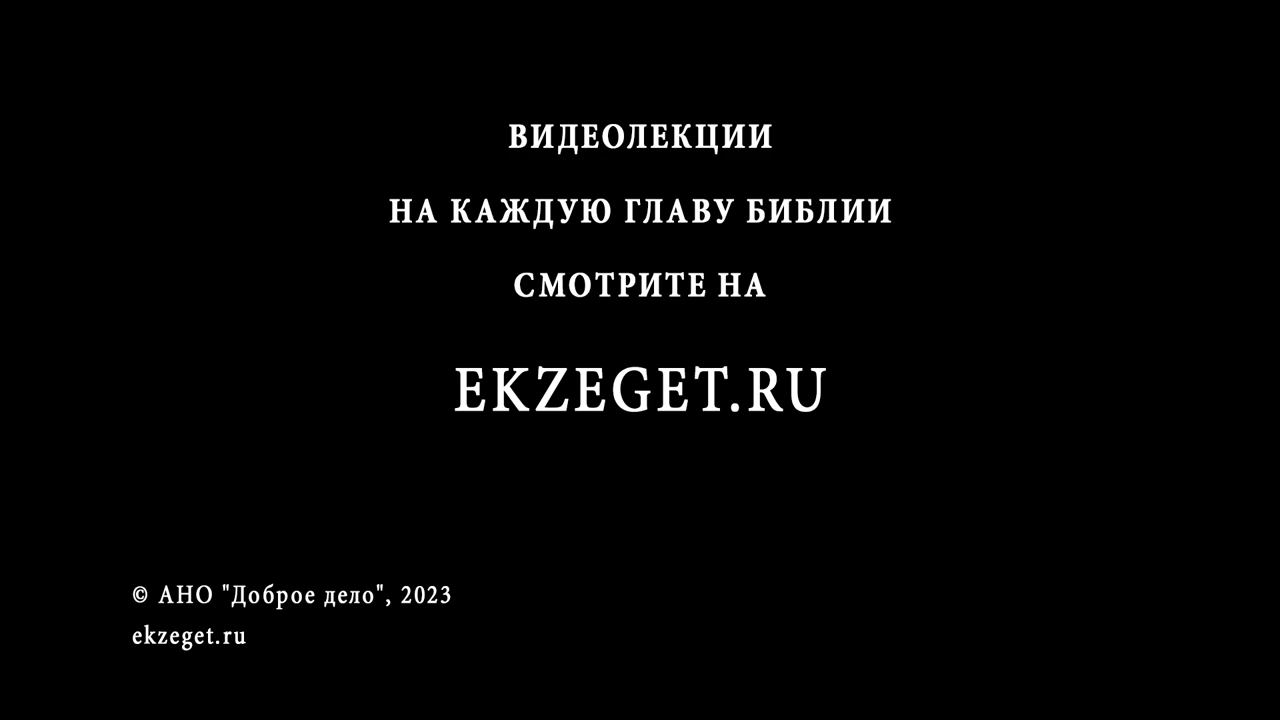 ВИДЕОЛЕКЦИИ
НА КАЖДУЮ ГЛАВУ БИБЛИИ
СМОТРИТЕ НА
EKZEGET.RU
© АНО "Доброе дело", 2023
ekzeget.ru